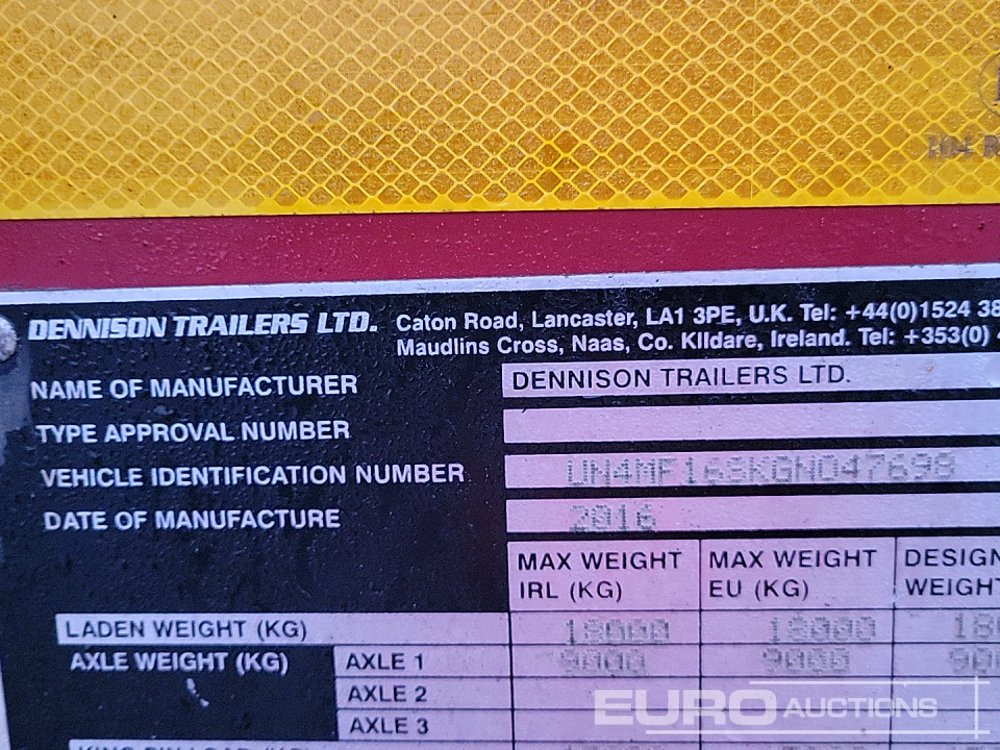 DENNISON TRAILERS LTD. Caton Road, Lancaster, LA1 3PE, U.K. Tel: +44(0)1524 38
Maudlins Cross, Naas, Co. Kildare, Ireland. Tel: +353(0)
NAME OF MANUFACTURER DENNISON TRAILERS LTD.
TYPE APPROVAL NUMBER
VEHICLE IDENTIFICATION NUMBER
DATE OF MANUFACTURE 2016
MAX WEIGHT IRL (KG)
MAX WEIGHT EU (KG)
DESIGN WEIGHT
LADEN WEIGHT (KG) 18000 18000 18
AXLE WEIGHT (KG) AXLE 1 9000 9000 90
AXLE 2
AXLE 3
EURO AUCTIONS